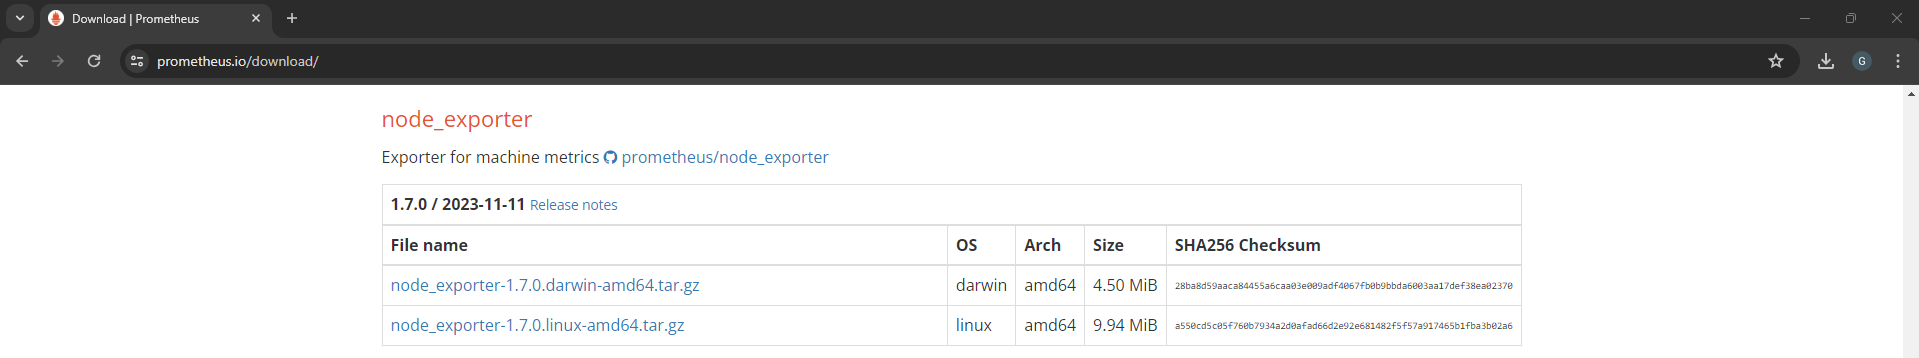 Download | Prometheus
prometheus.io/download/
G
node_exporter
Exporter for machine metrics prometheus/node_exporter
1.7.0 / 2023-11-11 Release notes
File name OS Arch Size SHA256 Checksum
node_exporter-1.7.0.darwin-amd64.tar.gz darwin amd64 4.50 MiB 28ba8d59aaca84455a6caa03e009adf4067fb0b9bbda6003aa17def38ea02370
node_exporter-1.7.0.linux-amd64.tar.gz linux amd64 9.94 MiB a550cd5c05f760b7934a2d0afad66d2e92e681482f5f57a917465b1fba3b02a6